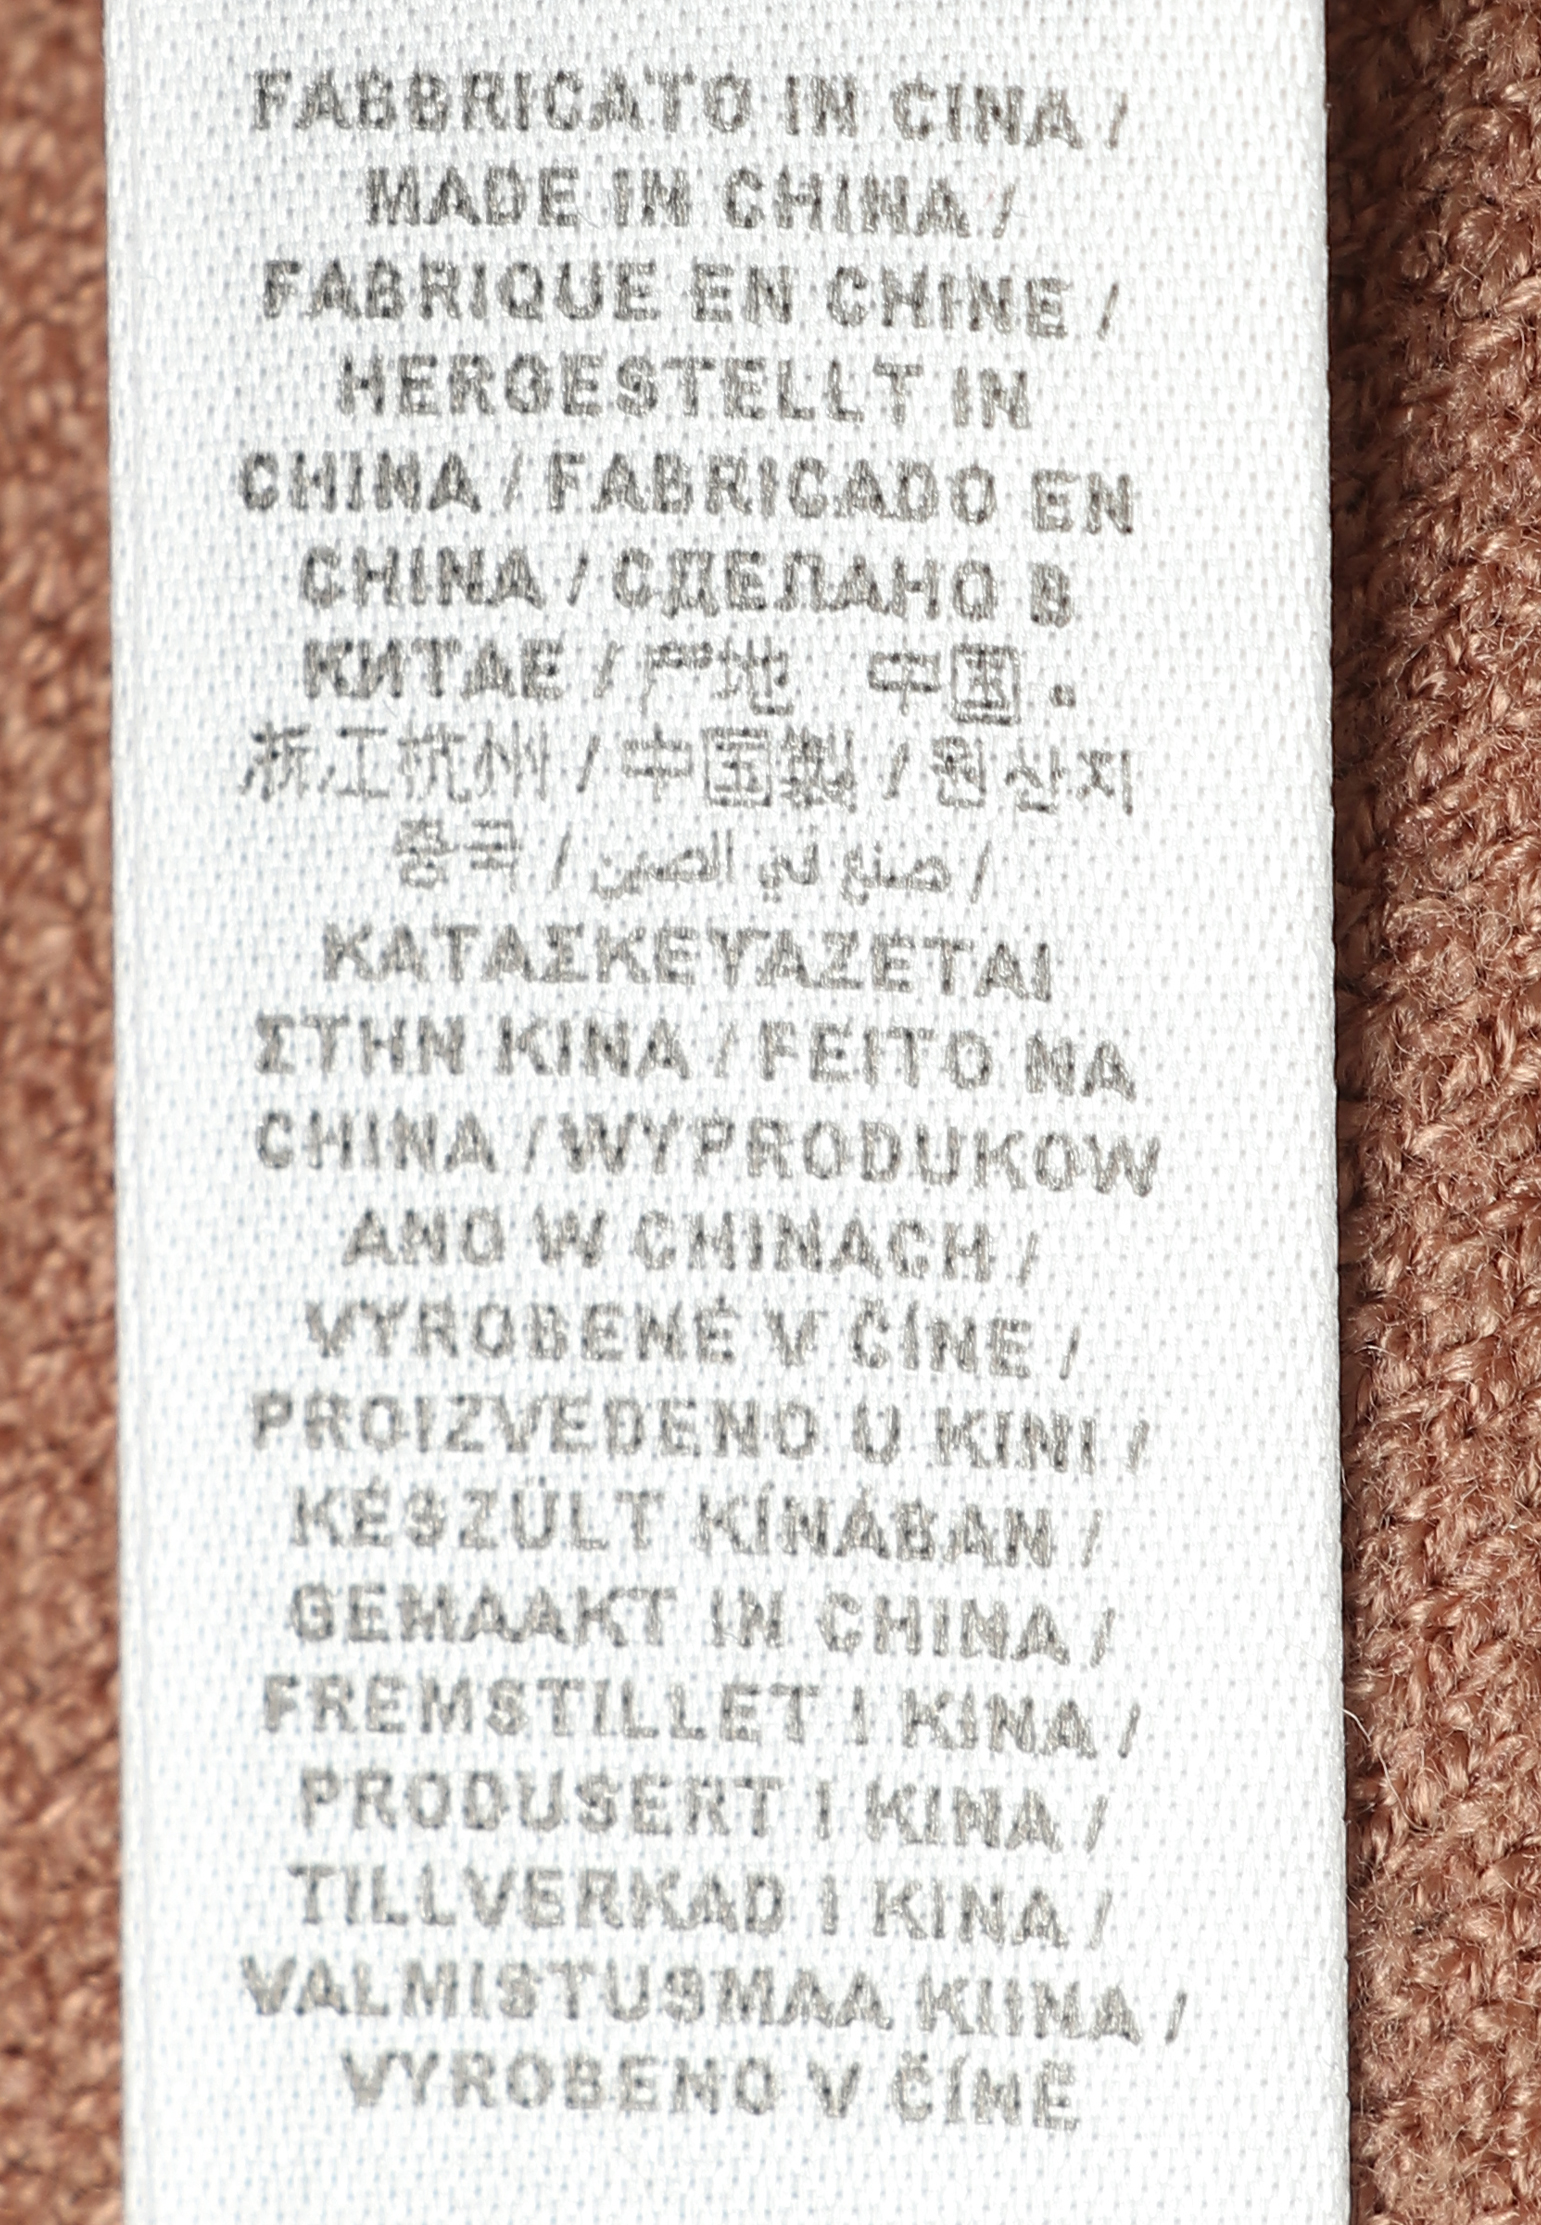 FABBRICATO IN CINA /
MADE IN CHINA /
FABRIQUE EN CHINE /
HERGESTELLT IN
CHINA / FABRICADO EN
CHINA / СДЕЛАНО В
КИТАЕ / 产地 中国。
浙江杭州 / 中国製 / 원산지
중국 / صنع في الصين /
ΚΑΤΑΣΚΕΥΑΖΕΤΑΙ
ΣΤΗΝ ΚΙΝΑ / FEITO NA
CHINA / WYPRODUKOW
ANO W CHINACH /
VYROBENÉ V ČÍNE /
PROIZVEDENO U KINI /
KÉSZÜLT KÍNÁBAN /
GEMAAKT IN CHINA /
FREMSTILLET I KINA /
PRODUSERT I KINA /
TILLVERKAD I KINA /
VALMISTUSMAA KIINA /
VYROBENO V ČÍNĚ